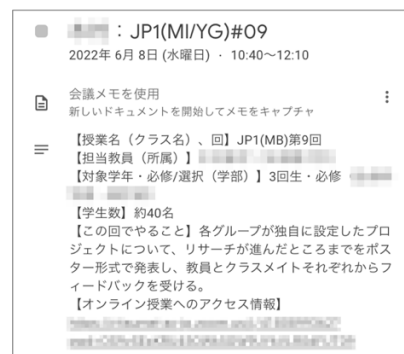 ：JP1(MI/YG)#09
2022年 6月 8日 (水曜日) · 10:40～12:10
会議メモを使用
新しいドキュメントを開始してメモをキャプチャ
【授業名（クラス名）、回】JP1(MB)第9回
【担当教員（所属）】
【対象学年・必修/選択（学部）】3回生・必修
【学生数】約40名
【この回でやること】各グループが独自に設定したプロ
ジェクトについて、リサーチが進んだところまでをポス
ター形式で発表し、教員とクラスメイトそれぞれからフ
ィードバックを受ける。
【オンライン授業へのアクセス情報】